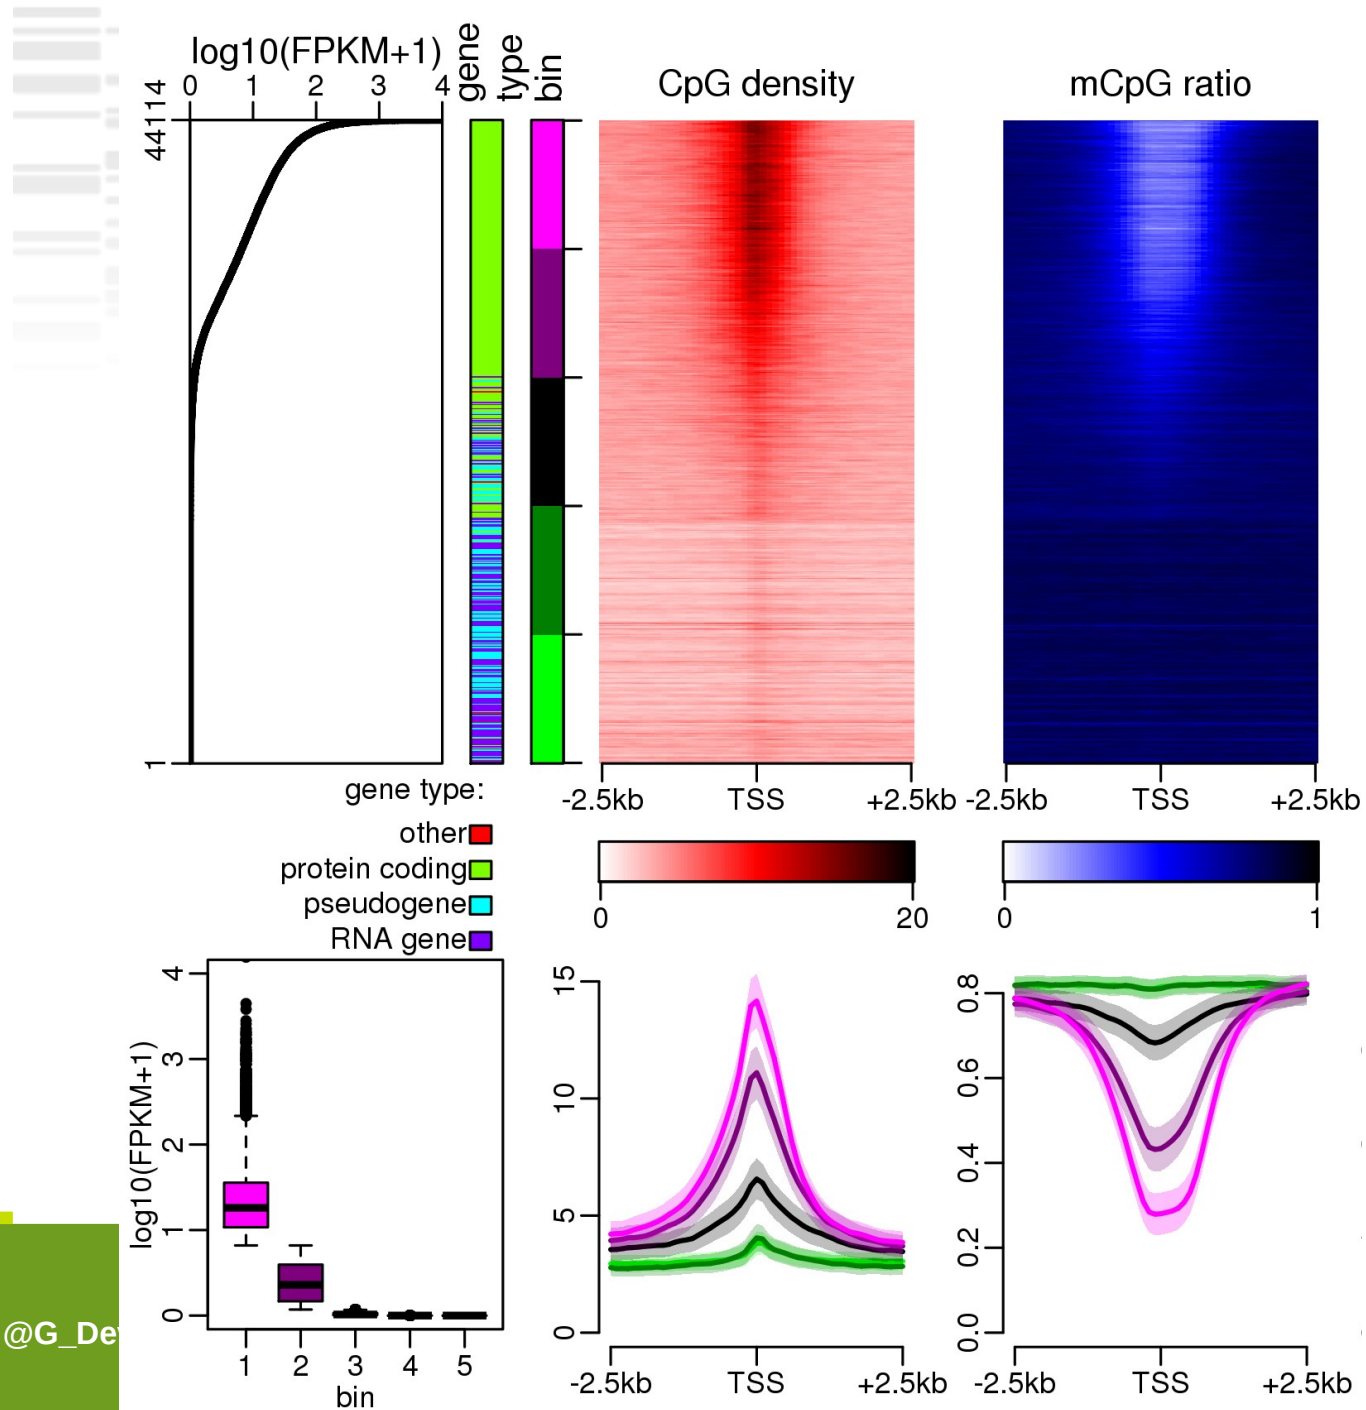 log10(FPKM+1)
gene
type
bin
CpG density
mCpG ratio
0 1 2 3 4
44114
1
-2.5kb TSS +2.5kb
-2.5kb TSS +2.5kb
gene type:
other
protein coding
pseudogene
RNA gene
0 20
0 1
log10(FPKM+1)
4
3
2
1
0
1 2 3 4 5
bin
15
10
5
0
-2.5kb TSS +2.5kb
0.8
0.6
0.4
0.2
0.0
-2.5kb TSS +2.5kb